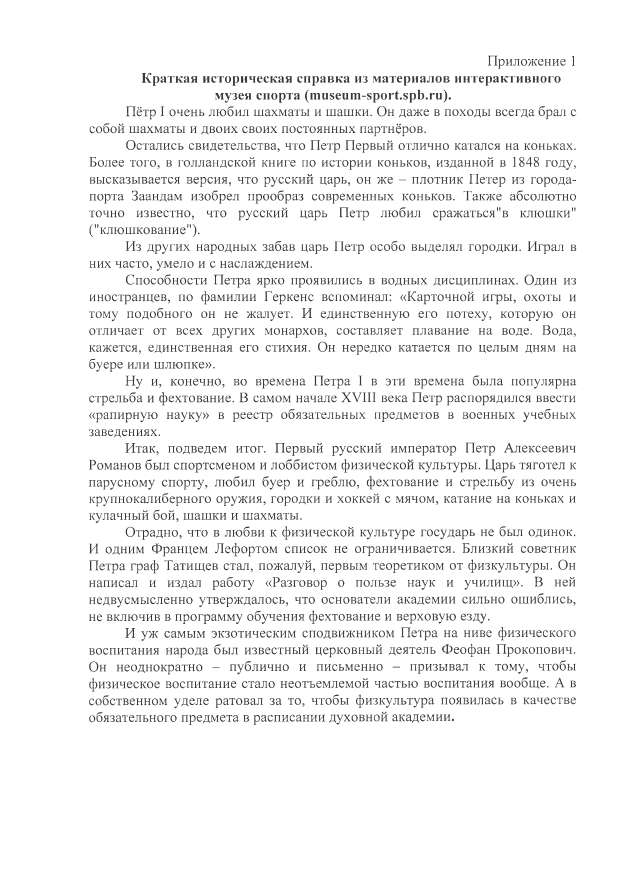 Приложение 1
Краткая историческая справка из материалов интерактивного
музея спорта (museum-sport.spb.ru).
Пётр I очень любил шахматы и шашки. Он даже в походы всегда брал с
собой шахматы и двоих своих постоянных партнёров.
Остались свидетельства, что Петр Первый отлично катался на коньках.
Более того, в голландской книге по истории коньков, изданной в 1848 году,
высказывается версия, что русский царь, он же – плотник Петер из города-
порта Заандам изобрел прообраз современных коньков. Также абсолютно
точно известно, что русский царь Петр любил сражаться"в клюшки"
("клюшкование").
Из других народных забав царь Петр особо выделял городки. Играл в
них часто, умело и с наслаждением.
Способности Петра ярко проявились в водных дисциплинах. Один из
иностранцев, по фамилии Геркенс вспоминал: «Карточной игры, охоты и
тому подобного он не жалует. И единственную его потеху, которую он
отличает от всех других монархов, составляет плавание на воде. Вода,
кажется, единственная его стихия. Он нередко катается по целым дням на
буере или шлюпке».
Ну и, конечно, во времена Петра I в эти времена была популярна
стрельба и фехтование. В самом начале XVIII века Петр распорядился ввести
«рапирную науку» в реестр обязательных предметов в военных учебных
заведениях.
Итак, подведем итог. Первый русский император Петр Алексеевич
Романов был спортсменом и лоббистом физической культуры. Царь тяготел к
парусному спорту, любил буер и греблю, фехтование и стрельбу из очень
крупнокалиберного оружия, городки и хоккей с мячом, катание на коньках и
кулачный бой, шашки и шахматы.
Отрадно, что в любви к физической культуре государь не был одинок.
И одним Францем Лефортом список не ограничивается. Близкий советник
Петра граф Татищев стал, пожалуй, первым теоретиком от физкультуры. Он
написал и издал работу «Разговор о пользе наук и училищ». В ней
недвусмысленно утверждалось, что основатели академии сильно ошиблись,
не включив в программу обучения фехтование и верховую езду.
И уж самым экзотическим сподвижником Петра на ниве физического
воспитания народа был известный церковный деятель Феофан Прокопович.
Он неоднократно – публично и письменно – призывал к тому, чтобы
физическое воспитание стало неотъемлемой частью воспитания вообще. А в
собственном уделе ратовал за то, чтобы физкультура появилась в качестве
обязательного предмета в расписании духовной академии.